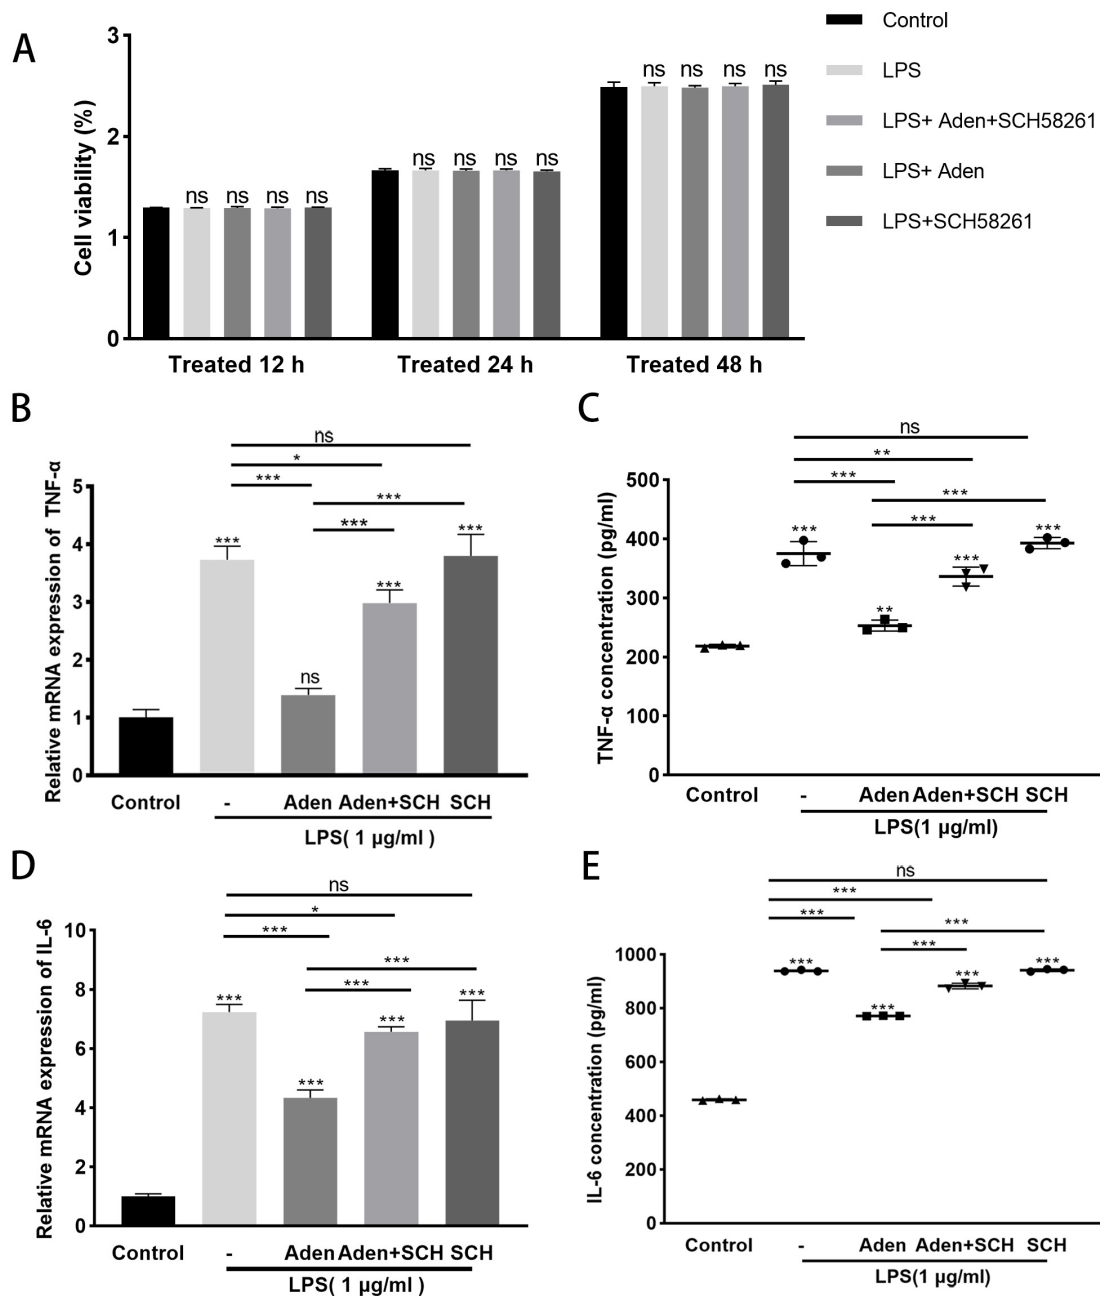 A
Cell viability (%)
3
2
1
0
ns ns ns ns
ns ns ns ns
ns ns ns ns
Treated 12 h Treated 24 h Treated 48 h
Control
LPS
LPS+ Aden+SCH58261
LPS+ Aden
LPS+SCH58261
B
Relative mRNA expression of TNF-α
5
4
3
2
1
0
ns
*
***
***
***
***
ns
***
***
Control - Aden Aden+SCH SCH
LPS( 1 μg/ml )
C
TNF-α concentration (pg/ml)
500
400
300
200
100
0
ns
**
***
***
***
***
**
***
***
Control - Aden Aden+SCH SCH
LPS(1 μg/ml)
D
Relative mRNA expression of IL-6
10
8
6
4
2
0
ns
*
***
***
***
***
***
***
***
Control - Aden Aden+SCH SCH
LPS( 1 μg/ml )
E
IL-6 concentration (pg/ml)
1000
800
600
400
200
0
ns
***
***
***
***
***
***
***
***
Control - Aden Aden+SCH SCH
LPS(1 μg/ml)